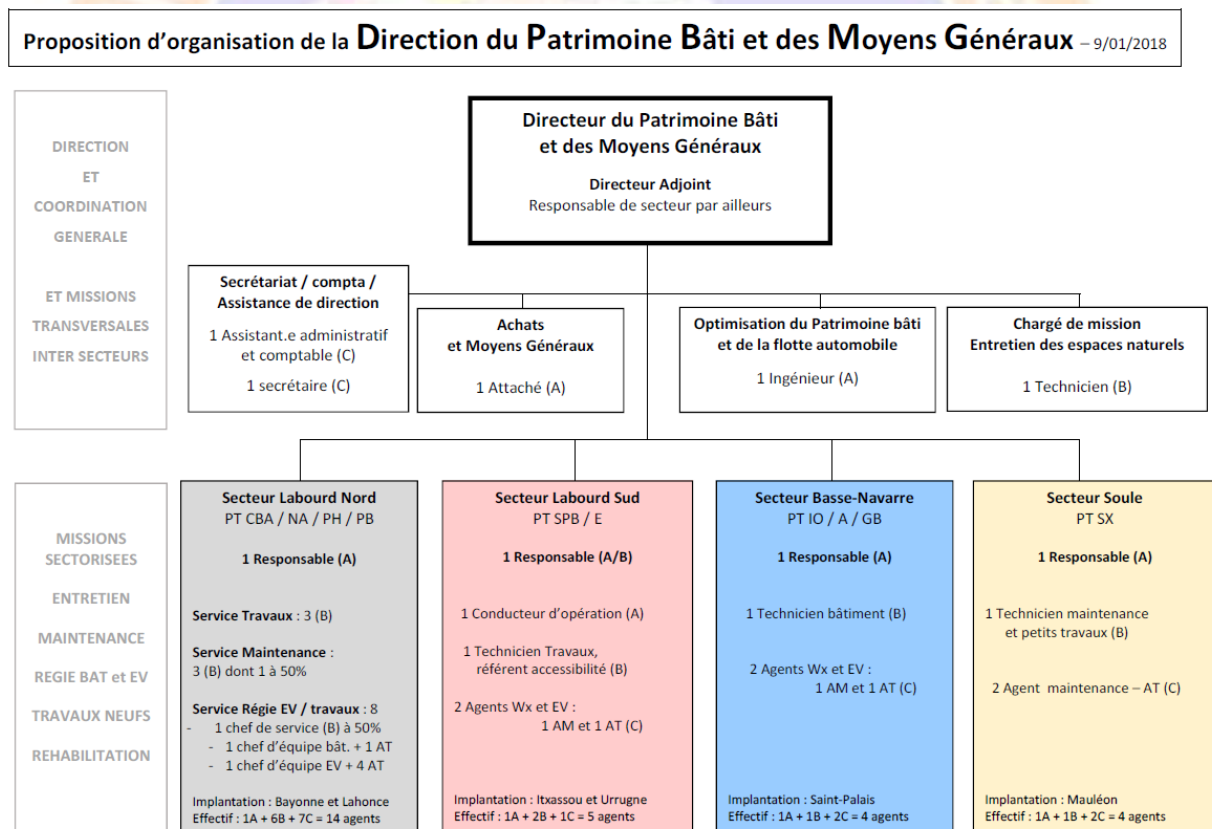 Proposition d’organisation de la Direction du Patrimoine Bâti et des Moyens Généraux – 9/01/2018
DIRECTION
ET
COORDINATION
GENERALE
ET MISSIONS
TRANSVERSALES
INTER SECTEURS
Directeur du Patrimoine Bâti
et des Moyens Généraux
Directeur Adjoint
Responsable de secteur par ailleurs
Secrétariat / compta /
Assistance de direction
1 Assistant.e administratif
et comptable (C)
1 secrétaire (C)
Achats
et Moyens Généraux
1 Attaché (A)
Optimisation du Patrimoine bâti
et de la flotte automobile
1 Ingénieur (A)
Chargé de mission
Entretien des espaces naturels
1 Technicien (B)
MISSIONS
SECTORISEES
ENTRETIEN
MAINTENANCE
REGIE BAT et EV
TRAVAUX NEUFS
REHABILITATION
Secteur Labourd Nord
PT CBA / NA / PH / PB
1 Responsable (A)
Service Travaux : 3 (B)
Service Maintenance :
3 (B) dont 1 à 50%
Service Régie EV / travaux : 8
- 1 chef de service (B) à 50%
- 1 chef d’équipe bât. + 1 AT
- 1 chef d’équipe EV + 4 AT
Implantation : Bayonne et Lahonce
Effectif : 1A + 6B + 7C = 14 agents
Secteur Labourd Sud
PT SPB / E
1 Responsable (A/B)
1 Conducteur d’opération (A)
1 Technicien Travaux,
référent accessibilité (B)
2 Agents Wx et EV :
1 AM et 1 AT (C)
Implantation : Itxassou et Urrugne
Effectif : 1A + 2B + 1C = 5 agents
Secteur Basse-Navarre
PT IO / A / GB
1 Responsable (A)
1 Technicien bâtiment (B)
2 Agents Wx et EV :
1 AM et 1 AT (C)
Implantation : Saint-Palais
Effectif : 1A + 1B + 2C = 4 agents
Secteur Soule
PT SX
1 Responsable (A)
1 Technicien maintenance
et petits travaux (B)
2 Agent maintenance – AT (C)
Implantation : Mauléon
Effectif : 1A + 1B + 2C = 4 agents